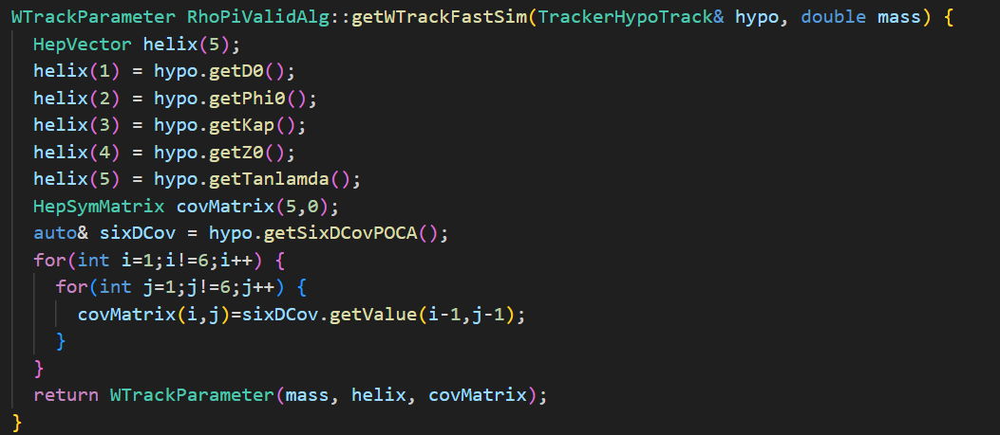 WTrackParameter RhoPiValidAlg::getWTrackFastSim(TrackerHypoTrack& hypo, double mass) {
  HepVector helix(5);
  helix(1) = hypo.getD0();
  helix(2) = hypo.getPhi0();
  helix(3) = hypo.getKap();
  helix(4) = hypo.getZ0();
  helix(5) = hypo.getTanlamda();
  HepSymMatrix covMatrix(5,0);
  auto& sixDCov = hypo.getSixDCovPOCA();
  for(int i=1;i!=6;i++) {
    for(int j=1;j!=6;j++) {
      covMatrix(i,j)=sixDCov.getValue(i-1,j-1);
    }
  }
  return WTrackParameter(mass, helix, covMatrix);
}